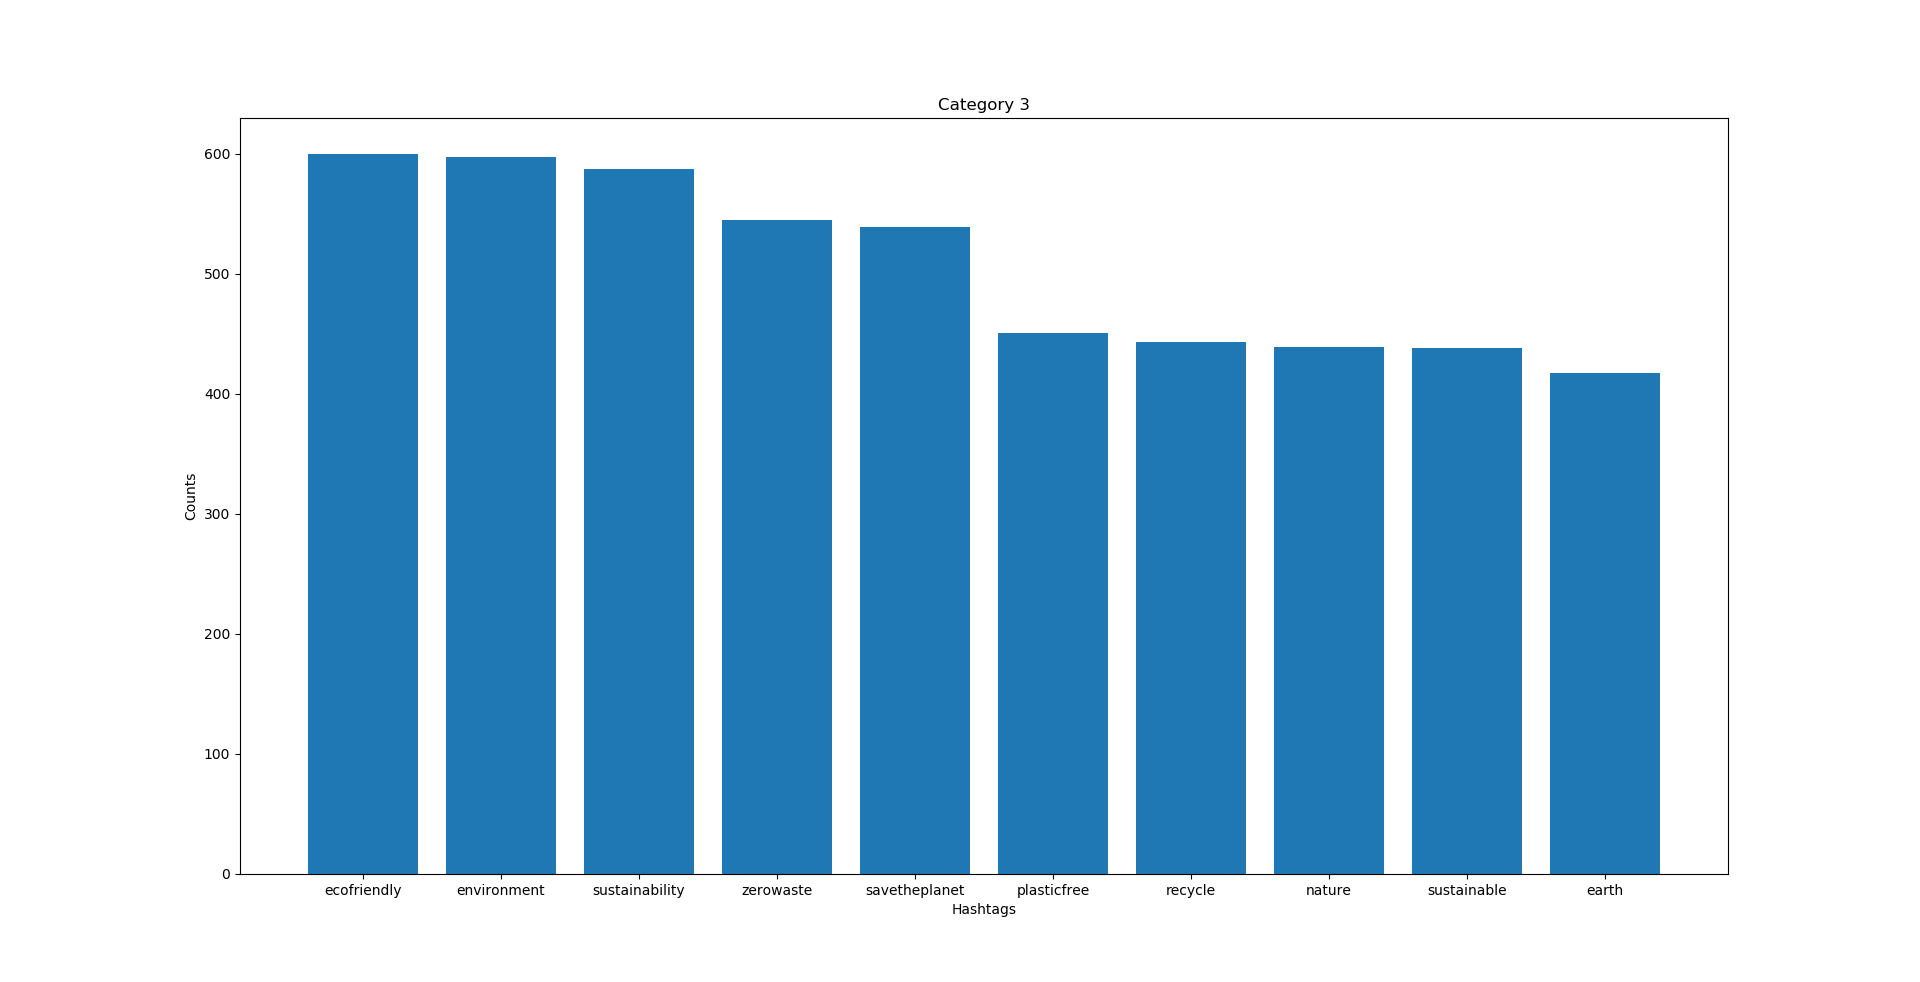 Category 3
600
500
400
300
200
100
0
Counts
ecofriendly environment sustainability zerowaste savetheplanet plasticfree recycle nature sustainable earth
Hashtags